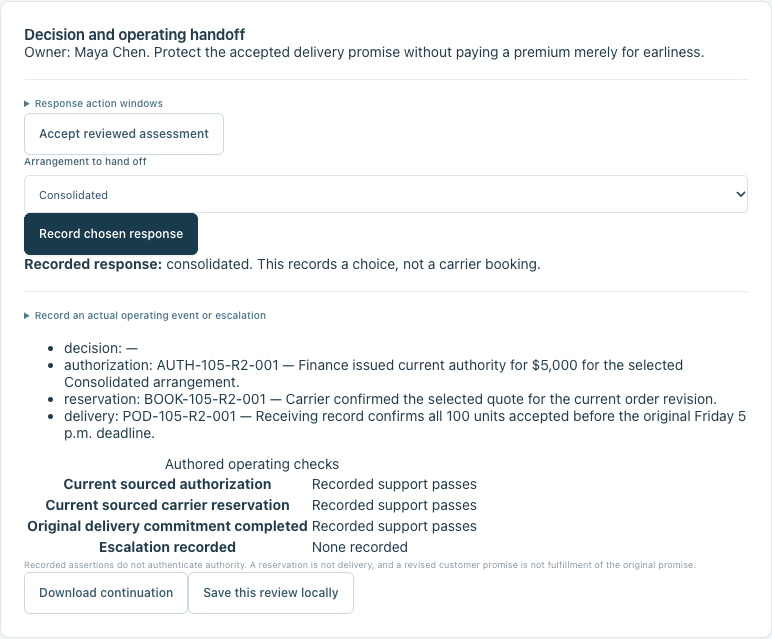 Decision and operating handoff
Owner: Maya Chen. Protect the accepted delivery promise without paying a premium merely for earliness.
Response action windows
Accept reviewed assessment
Arrangement to hand off
Consolidated
Record chosen response
Recorded response: consolidated. This records a choice, not a carrier booking.
Record an actual operating event or escalation
decision: —
authorization: AUTH-105-R2-001 — Finance issued current authority for $5,000 for the selected
Consolidated arrangement.
reservation: BOOK-105-R2-001 — Carrier confirmed the selected quote for the current order revision.
delivery: POD-105-R2-001 — Receiving record confirms all 100 units accepted before the original Friday 5
p.m. deadline.
Authored operating checks
Current sourced authorization Recorded support passes
Current sourced carrier reservation Recorded support passes
Original delivery commitment completed Recorded support passes
Escalation recorded None recorded
Recorded assertions do not authenticate authority. A reservation is not delivery, and a revised customer promise is not fulfillment of the original promise.
Download continuation Save this review locally